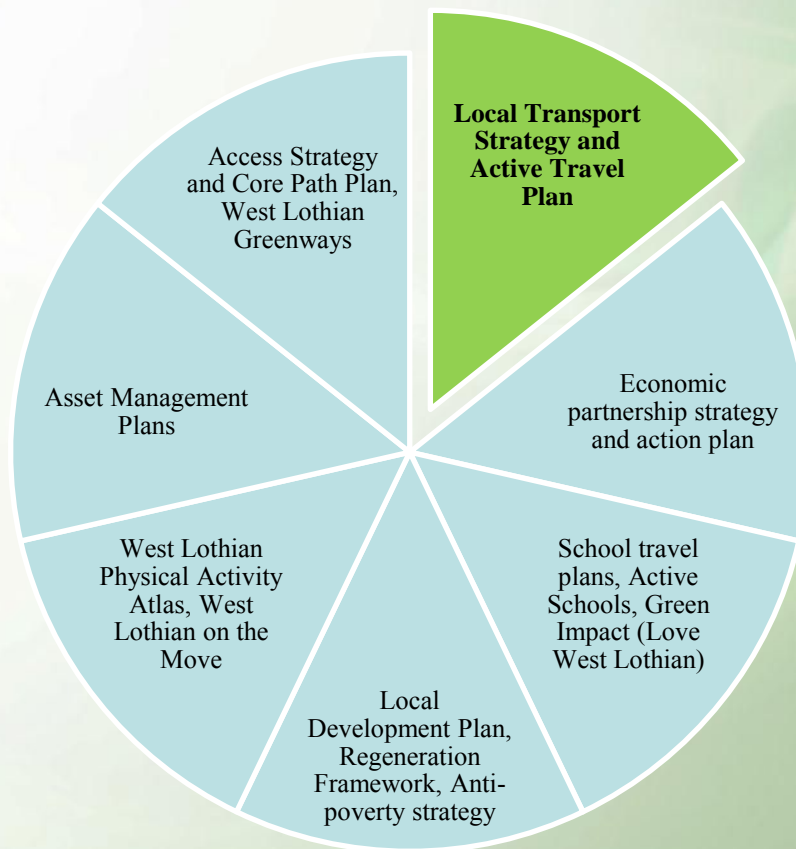 Local Transport
Strategy and
Active Travel
Plan
Economic
partnership strategy
and action plan
School travel
plans, Active
Schools, Green
Impact (Love
West Lothian)
Local
Development Plan,
Regeneration
Framework, Anti-
poverty strategy
West Lothian
Physical Activity
Atlas, West
Lothian on the
Move
Asset Management
Plans
Access Strategy
and Core Path Plan,
West Lothian
Greenways